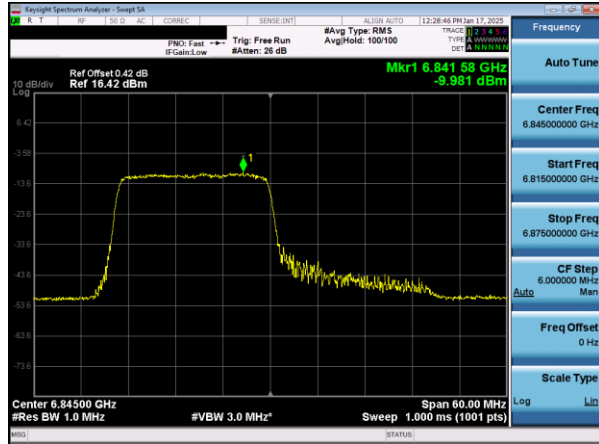 Keysight Spectrum Analyzer - Swept SA
R T RF 50 Ω AC CORREC SENSE:INT ALIGN AUTO 12:28:46 PM Jan 17, 2025
#Avg Type: RMS
TRACE 1 2 3 4 5 6
PNO: Fast Trig: Free Run Avg|Hold: 100/100 TYPE A WWWWW
IFGain:Low #Atten: 26 dB DET A N N N N N
Frequency
Auto Tune
Mkr1 6.841 58 GHz
-9.981 dBm
Ref Offset 0.42 dB
10 dB/div Ref 16.42 dBm
Log
6.42
-3.58
-13.6
-23.6
-33.6
-43.6
-53.6
-63.6
-73.6
1
Center Freq
6.845000000 GHz
Start Freq
6.815000000 GHz
Stop Freq
6.875000000 GHz
CF Step
6.000000 MHz
Auto Man
Freq Offset
0 Hz
Scale Type
Log Lin
Center 6.84500 GHz Span 60.00 MHz
#Res BW 1.0 MHz #VBW 3.0 MHz* Sweep 1.000 ms (1001 pts)
MSG STATUS